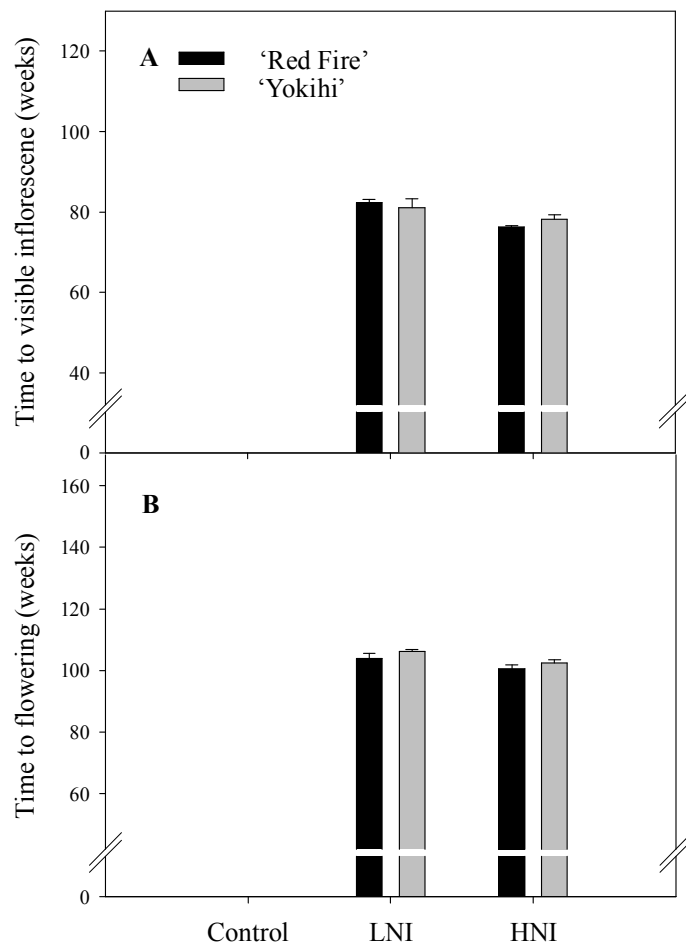 120
A
‘Red Fire’
‘Yokihi’
100
80
60
40
0
Time to visible inflorescene (weeks)
160
B
140
120
100
80
60
0
Time to flowering (weeks)
Control LNI HNI